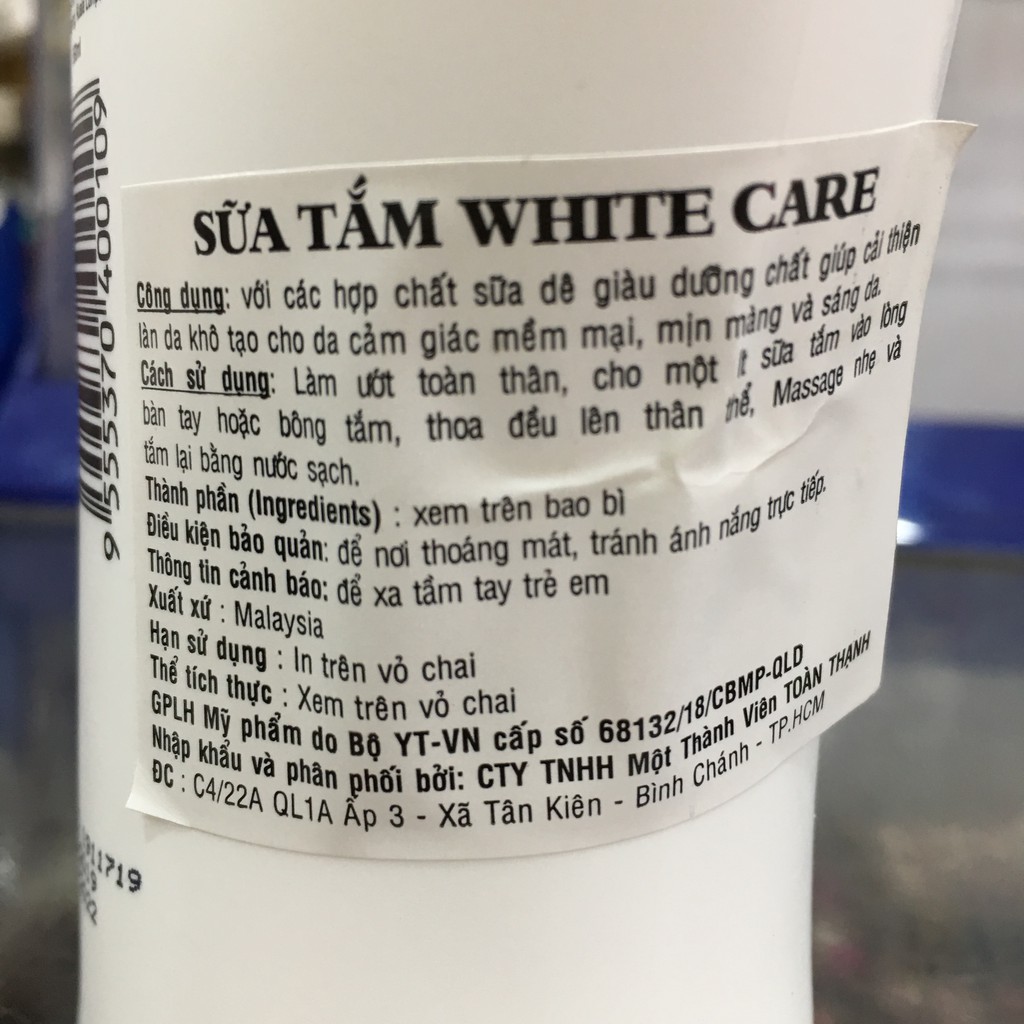 SỮA TẮM WHITE CARE
Công dụng: với các hợp chất sữa dê giàu dưỡng chất giúp cải thiện
làn da khô tạo cho da cảm giác mềm mại, mịn màng và sáng da.
Cách sử dụng: Làm ướt toàn thân, cho một ít sữa tắm vào lòng
bàn tay hoặc bông tắm, thoa đều lên thân thể, Massage nhẹ và
tắm lại bằng nước sạch.
Thành phần (Ingredients) : xem trên bao bì
Điều kiện bảo quản: để nơi thoáng mát, tránh ánh nắng trực tiếp.
Thông tin cảnh báo: để xa tầm tay trẻ em
Xuất xứ : Malaysia
Hạn sử dụng : In trên vỏ chai
Thể tích thực : Xem trên vỏ chai
GPLH Mỹ phẩm do Bộ YT-VN cấp số 68132/18/CBMP-QLD
Nhập khẩu và phân phối bởi: CTY TNHH Một Thành Viên TOÀN THẠNH
ĐC : C4/22A QL1A Ấp 3 - Xã Tân Kiên - Bình Chánh - TP.HCM
9 555370 400109